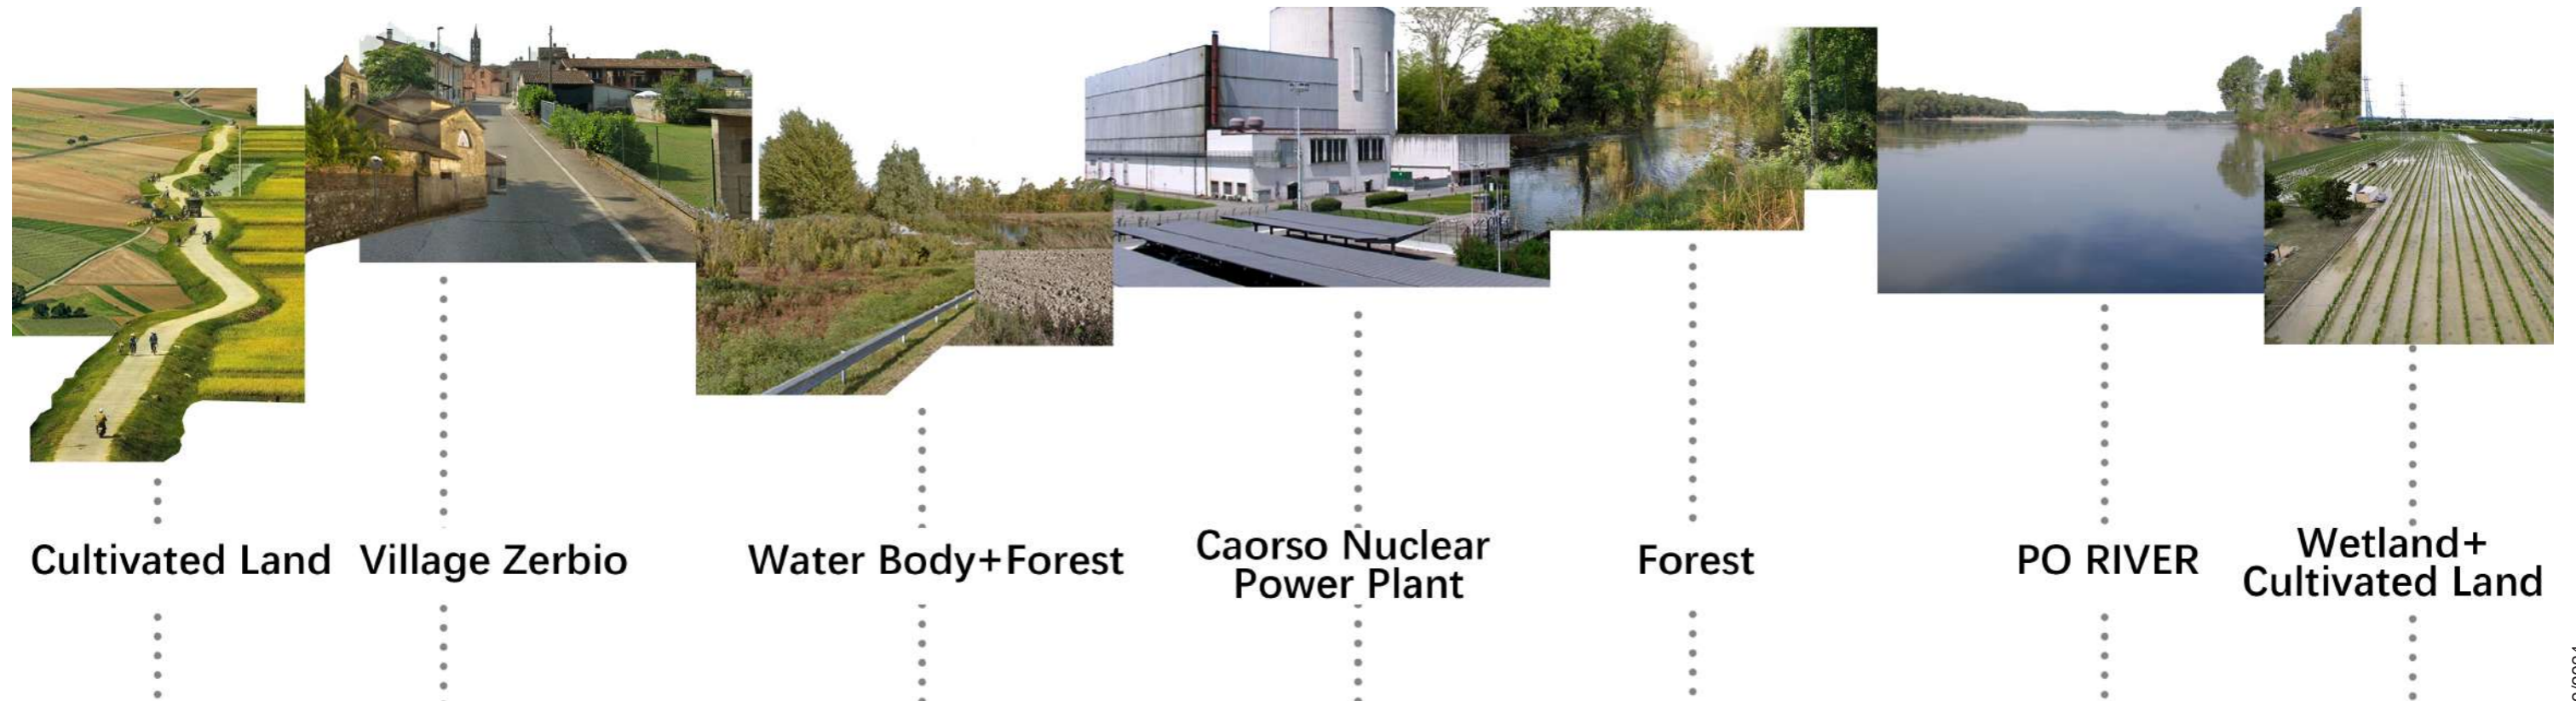 Cultivated Land
Village Zerbio
Water Body+Forest
Caorso Nuclear
Power Plant
Forest
PO RIVER
Wetland+
Cultivated Land